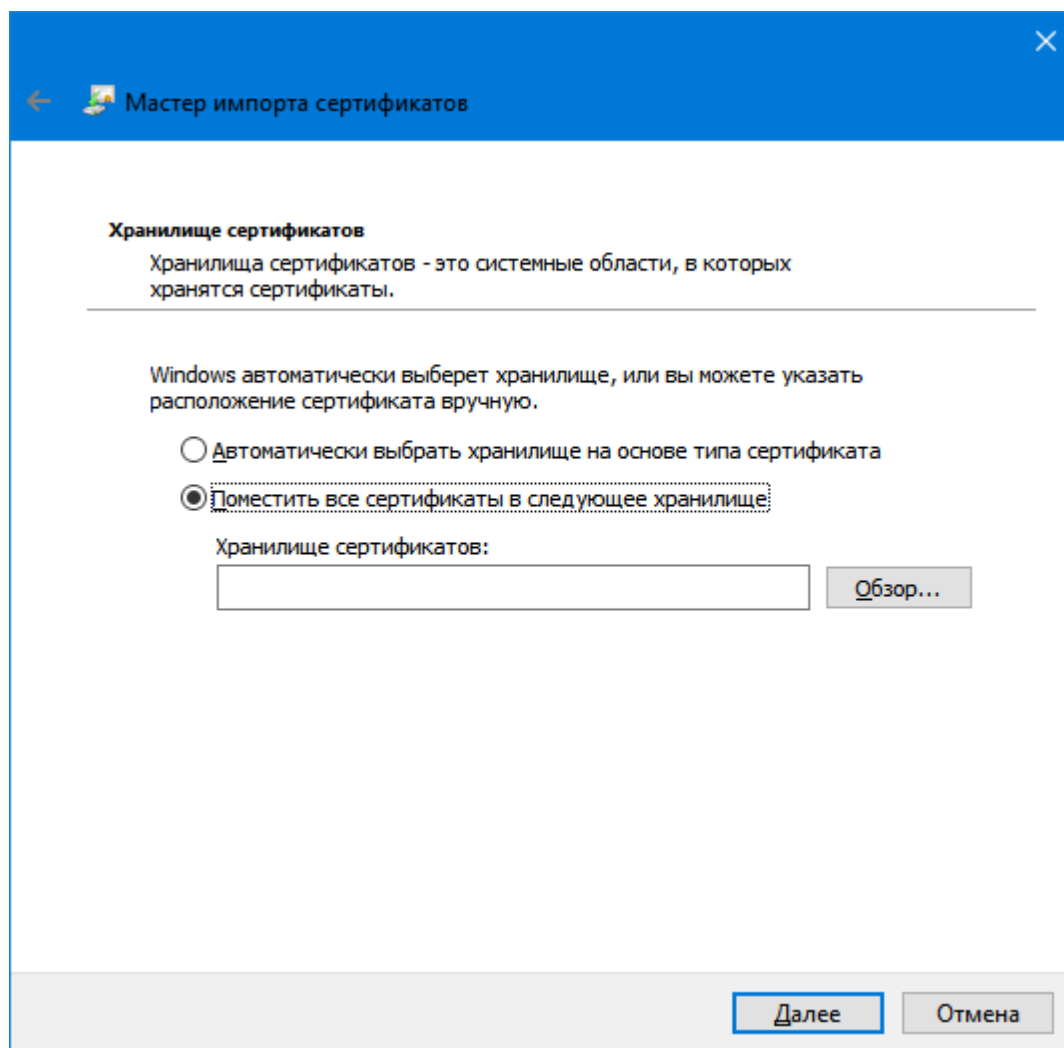 Мастер импорта сертификатов
Хранилище сертификатов
Хранилища сертификатов - это системные области, в которых
хранятся сертификаты.
Windows автоматически выберет хранилище, или вы можете указать
расположение сертификата вручную.
Автоматически выбрать хранилище на основе типа сертификата
Поместить все сертификаты в следующее хранилище
Хранилище сертификатов:
Обзор...
Далее
Отмена